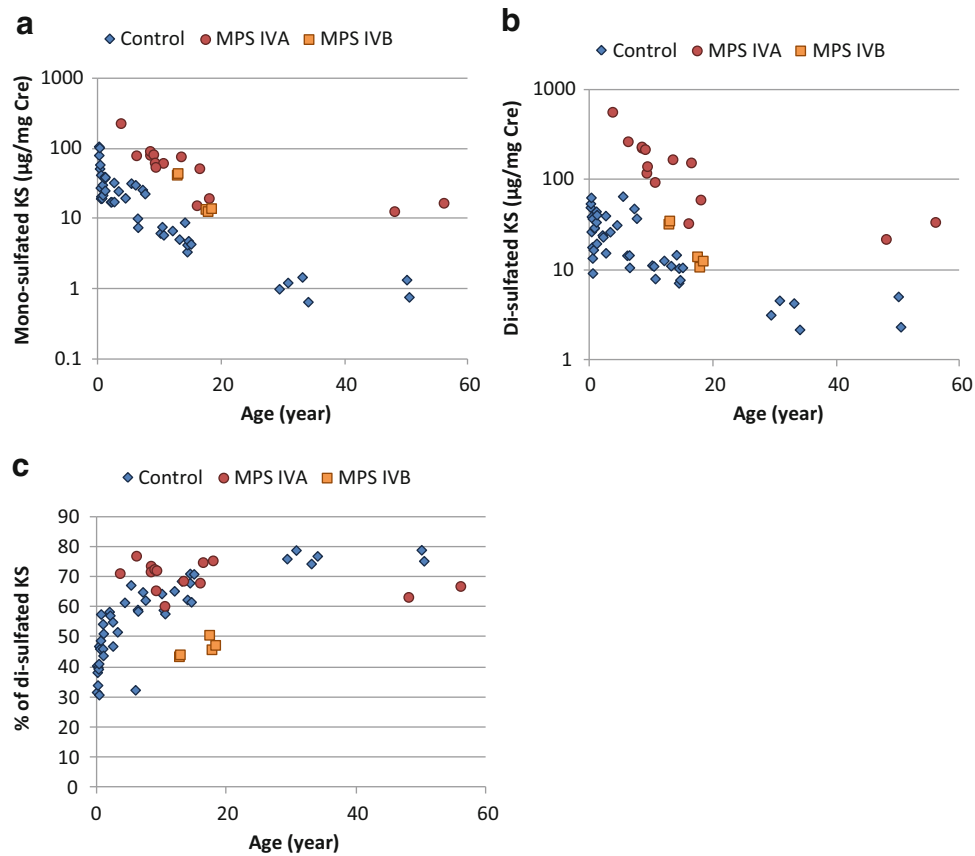 a
Control MPS IVA MPS IVB
Mono-sulfated KS (µg/mg Cre)
1000
100
10
1
0.1
0 20 40 60
Age (year)
b
Control MPS IVA MPS IVB
Di-sulfated KS (µg/mg Cre)
1000
100
10
1
0 20 40 60
Age (year)
c
Control MPS IVA MPS IVB
% of di-sulfated KS
90
80
70
60
50
40
30
20
10
0
0 20 40 60
Age (year)